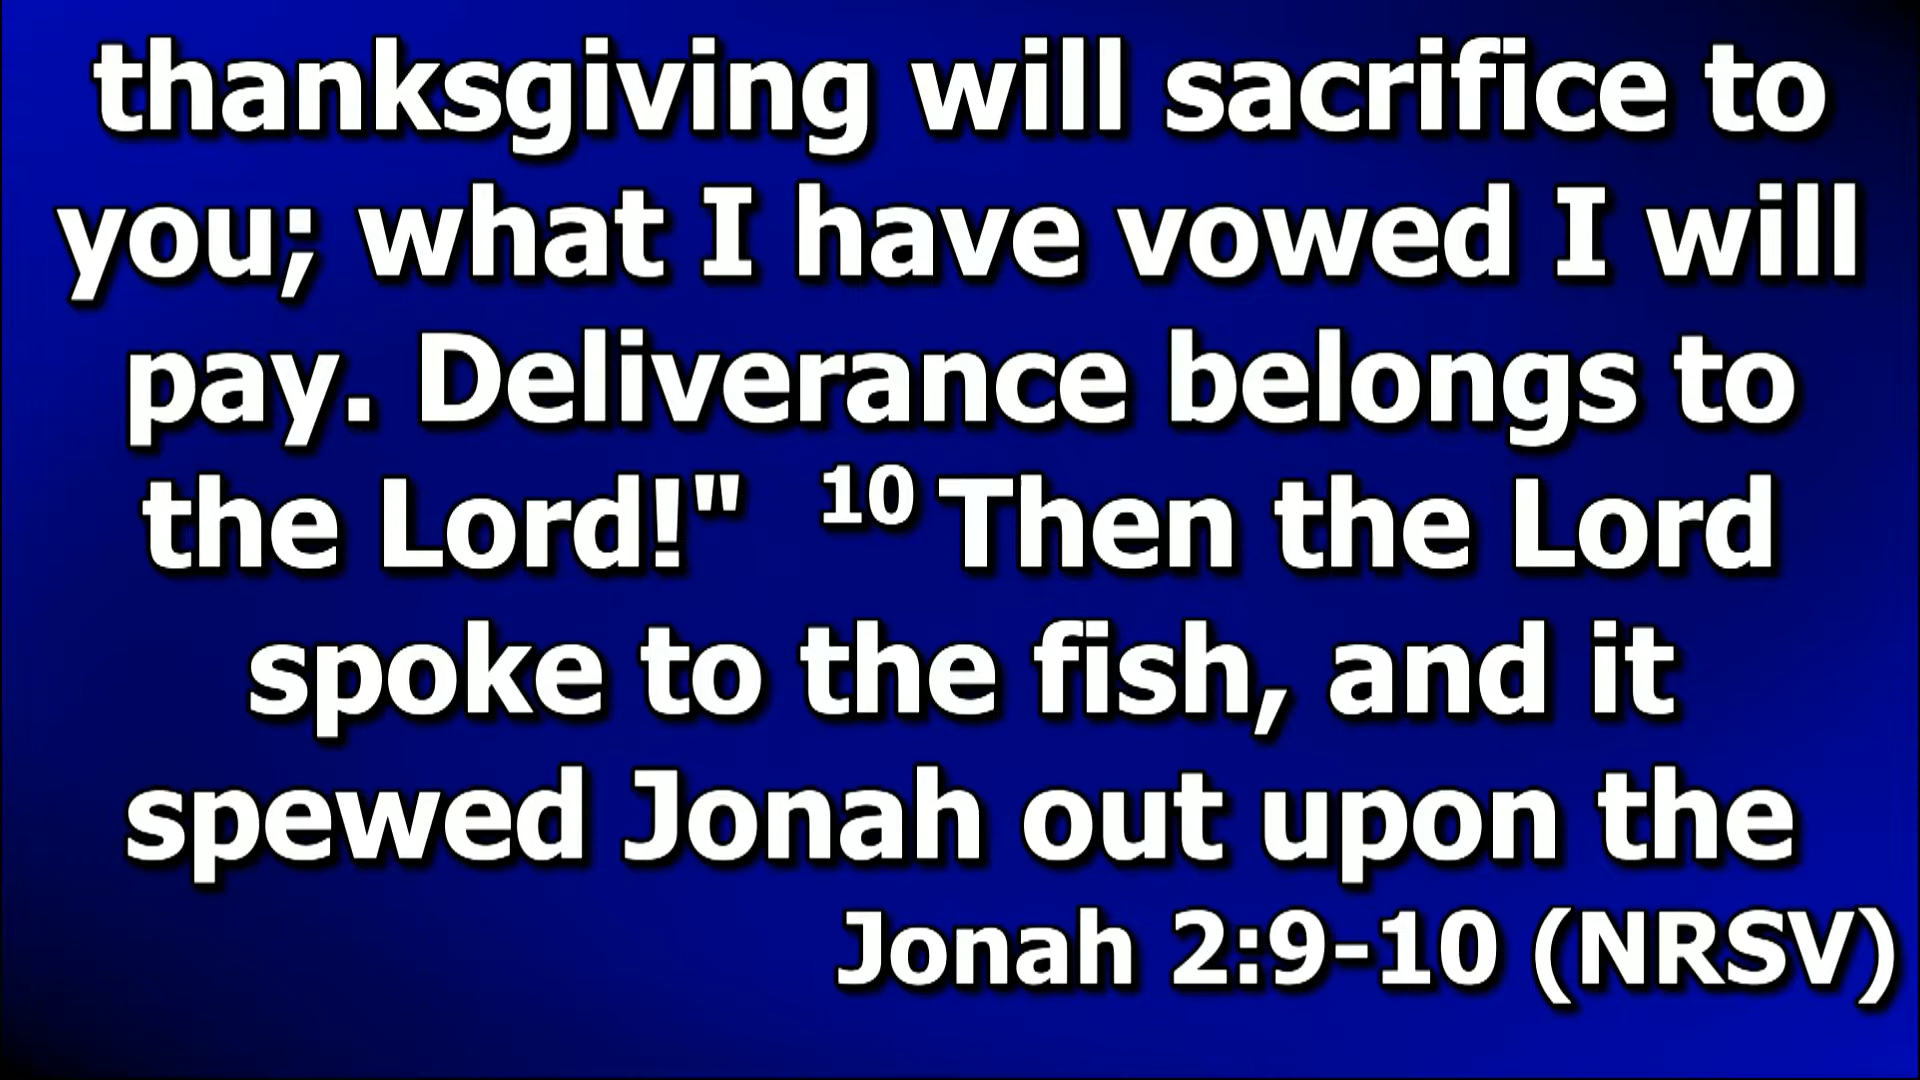 thanksgiving will sacrifice to
you; what I have vowed I will
pay. Deliverance belongs to
the Lord!" 10 Then the Lord
spoke to the fish, and it
spewed Jonah out upon the
Jonah 2:9-10 (NRSV)